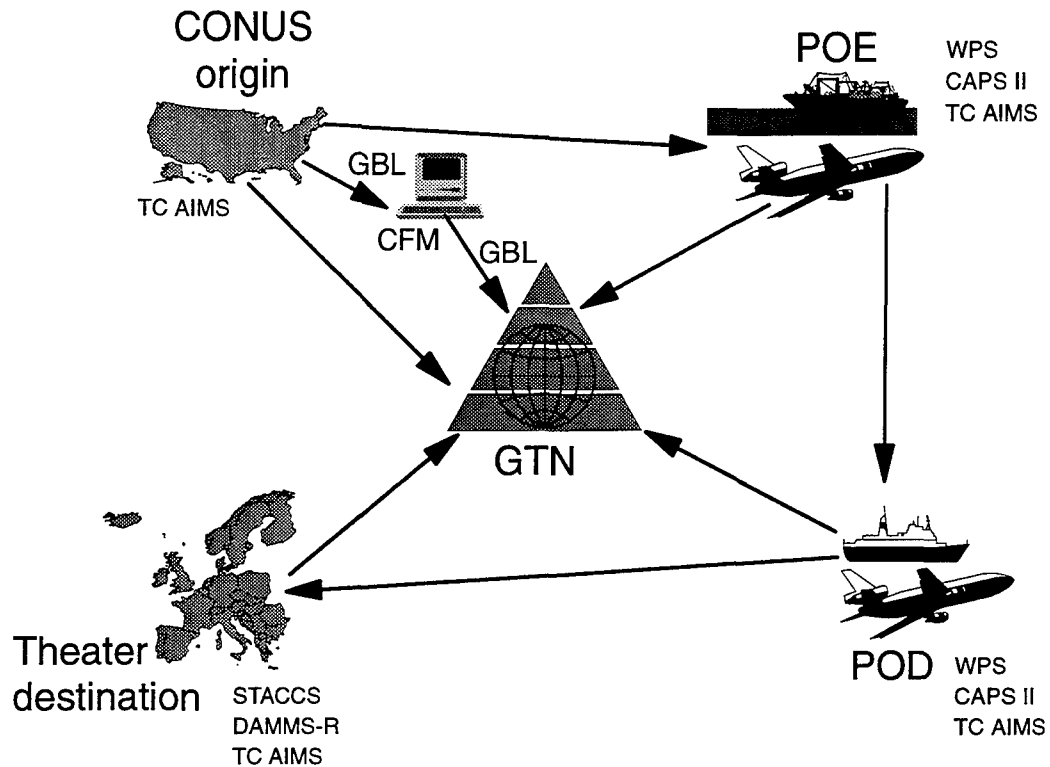 CONUS
origin
POE
WPS
CAPS II
TC AIMS
GBL
TC AIMS
CFM
GBL
GTN
Theater
destination
STACCS
DAMMS-R
TC AIMS
POD
WPS
CAPS II
TC AIMS